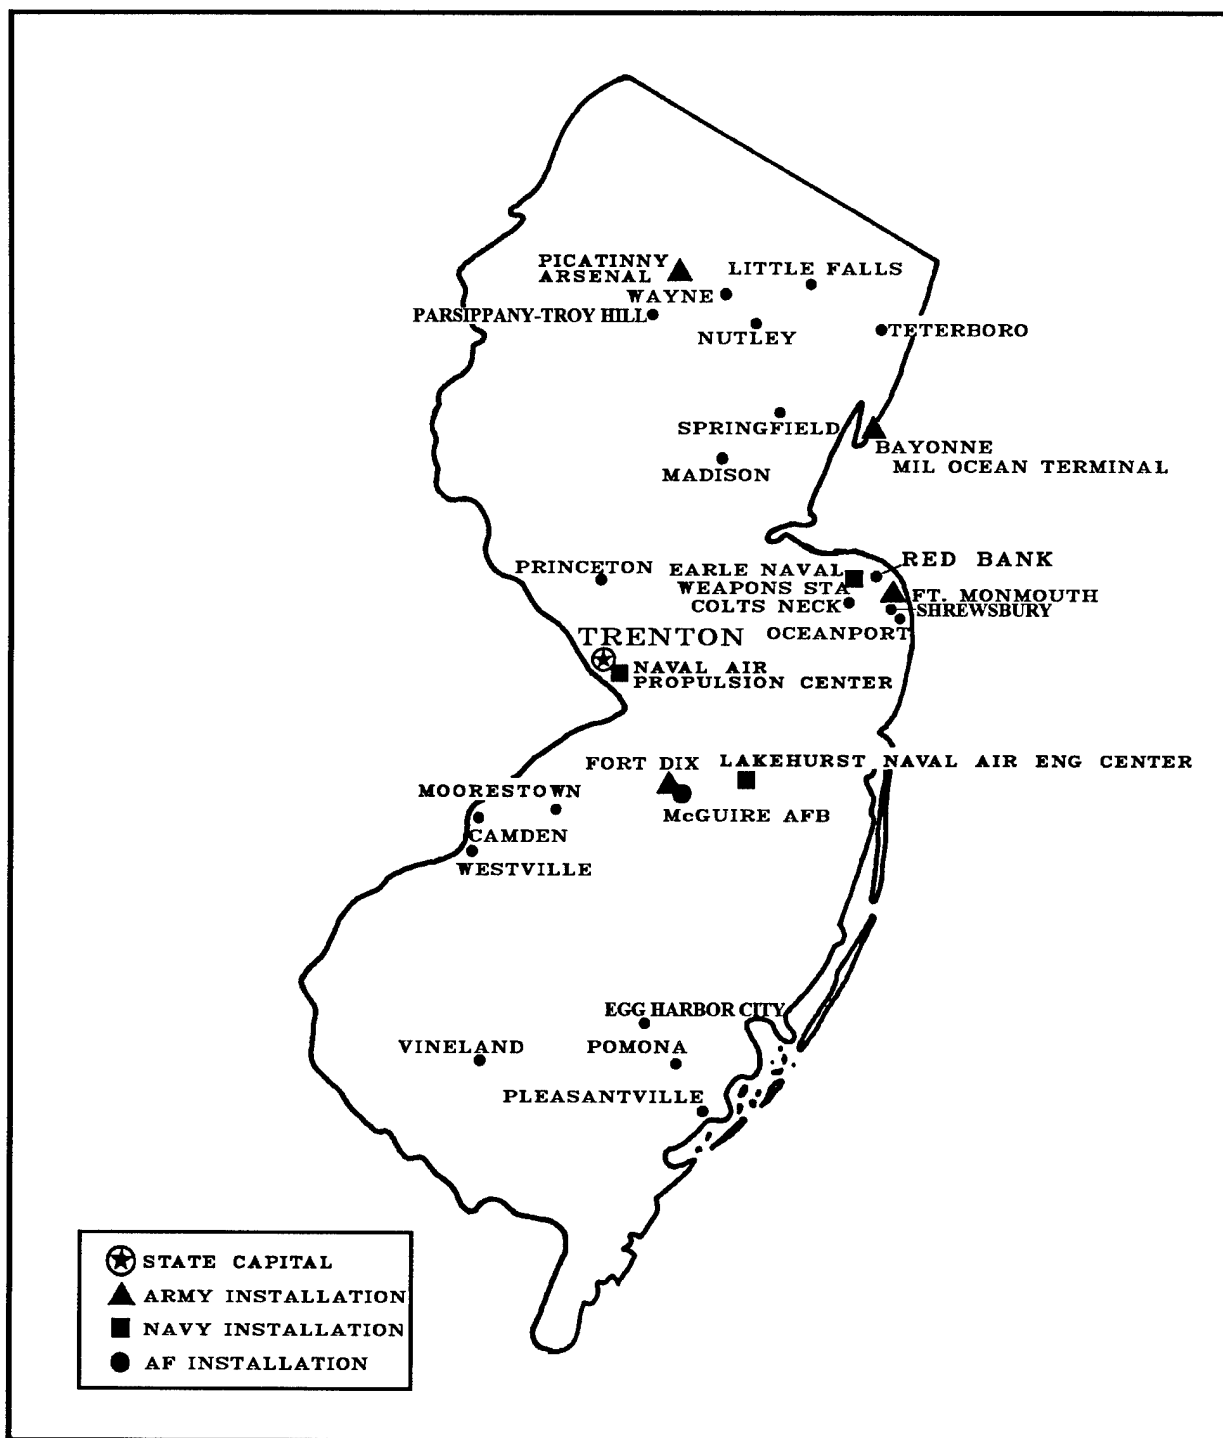 PICATINNY
ARSENAL
LITTLE FALLS
WAYNE
PARSIPPANY-TROY HILL
NUTLEY
TETERBORO
SPRINGFIELD
BAYONNE
MIL OCEAN TERMINAL
MADISON
RED BANK
PRINCETON
EARLE NAVAL
WEAPONS STA
COLTS NECK
FT. MONMOUTH
SHREWSBURY
OCEANPORT
TRENTON
NAVAL AIR
PROPULSION CENTER
FORT DIX
LAKEHURST NAVAL AIR ENG CENTER
MOORESTOWN
McGUIRE AFB
CAMDEN
WESTVILLE
EGG HARBOR CITY
VINELAND
POMONA
PLEASANTVILLE
STATE CAPITAL
ARMY INSTALLATION
NAVY INSTALLATION
AF INSTALLATION